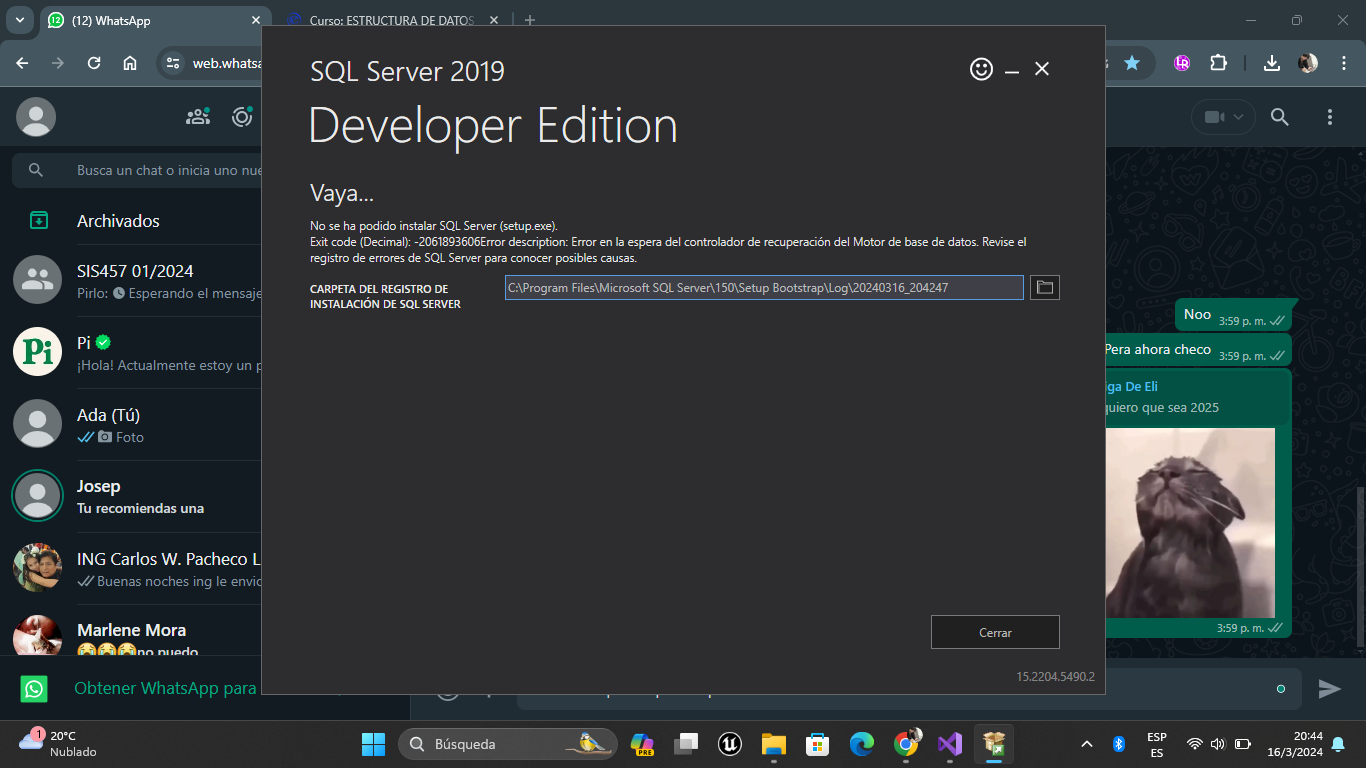 (12) WhatsApp
Curso: ESTRUCTURA DE DATOS
web.whatsa
SQL Server 2019
Developer Edition
Vaya...
No se ha podido instalar SQL Server (setup.exe).
Exit code (Decimal): -2061893606Error description: Error en la espera del controlador de recuperación del Motor de base de datos. Revise el
registro de errores de SQL Server para conocer posibles causas.
CARPETA DEL REGISTRO DE
INSTALACIÓN DE SQL SERVER
C:\Program Files\Microsoft SQL Server\150\Setup Bootstrap\Log\20240316_204247
Cerrar
15.2204.5490.2
Busca un chat o inicia uno nue
Archivados
SIS457 01/2024
Pirlo: Esperando el mensaje
Pi
¡Hola! Actualmente estoy un p
Ada (Tú)
Foto
Josep
Tu recomiendas una
ING Carlos W. Pacheco L
Buenas noches ing le envio
Marlene Mora
no puedo
Obtener WhatsApp para
Noo 3:59 p. m.
Pera ahora checo 3:59 p. m.
ga De Eli
quiero que sea 2025
3:59 p. m.
1
20°C
Nublado
Búsqueda
PRE
ESP
ES
20:44
16/3/2024